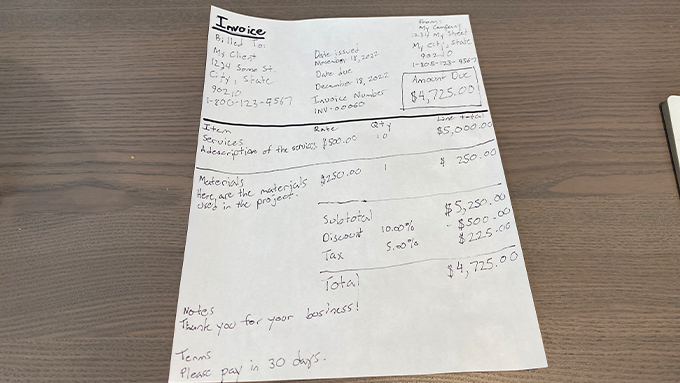 Invoice
Billed To:
My Client
1234 Some St.
City, State
90210
1-800-123-4567
Date issued
November 18, 2022
Date due
December 18, 2022
Invoice Number
INV-00060
From:
My Company
1234 My Street
My City, State
90210
1-800-123-4567
Amount Due
$4,725.00
Item Rate Qty Line total
Services
A description of the services $500.00 10 $5,000.00
Materials
Here, are the materials $250.00 1 $ 250.00
used in the project.
Subtotal $5,250.00
Discount 10.00% - $500.00
Tax 5.00% $225.00
Total $4,725.00
Notes
Thank you for your business!
Terms
Please pay in 30 days.